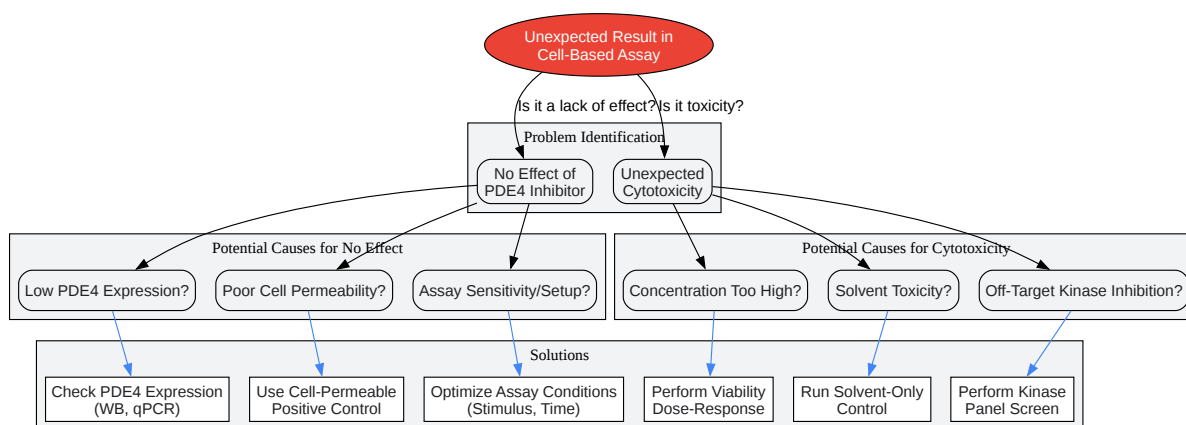 Unexpected Result in
Cell-Based Assay
Is it a lack of effect?
Is it toxicity?
Problem Identification
No Effect of
PDE4 Inhibitor
Unexpected
Cytotoxicity
Potential Causes for No Effect
Potential Causes for Cytotoxicity
Low PDE4 Expression?
Poor Cell Permeability?
Assay Sensitivity/Setup?
Concentration Too High?
Solvent Toxicity?
Off-Target Kinase Inhibition?
Solutions
Check PDE4 Expression
(WB, qPCR)
Use Cell-Permeable
Positive Control
Optimize Assay Conditions
(Stimulus, Time)
Perform Viability
Dose-Response
Run Solvent-Only
Control
Perform Kinase
Panel Screen